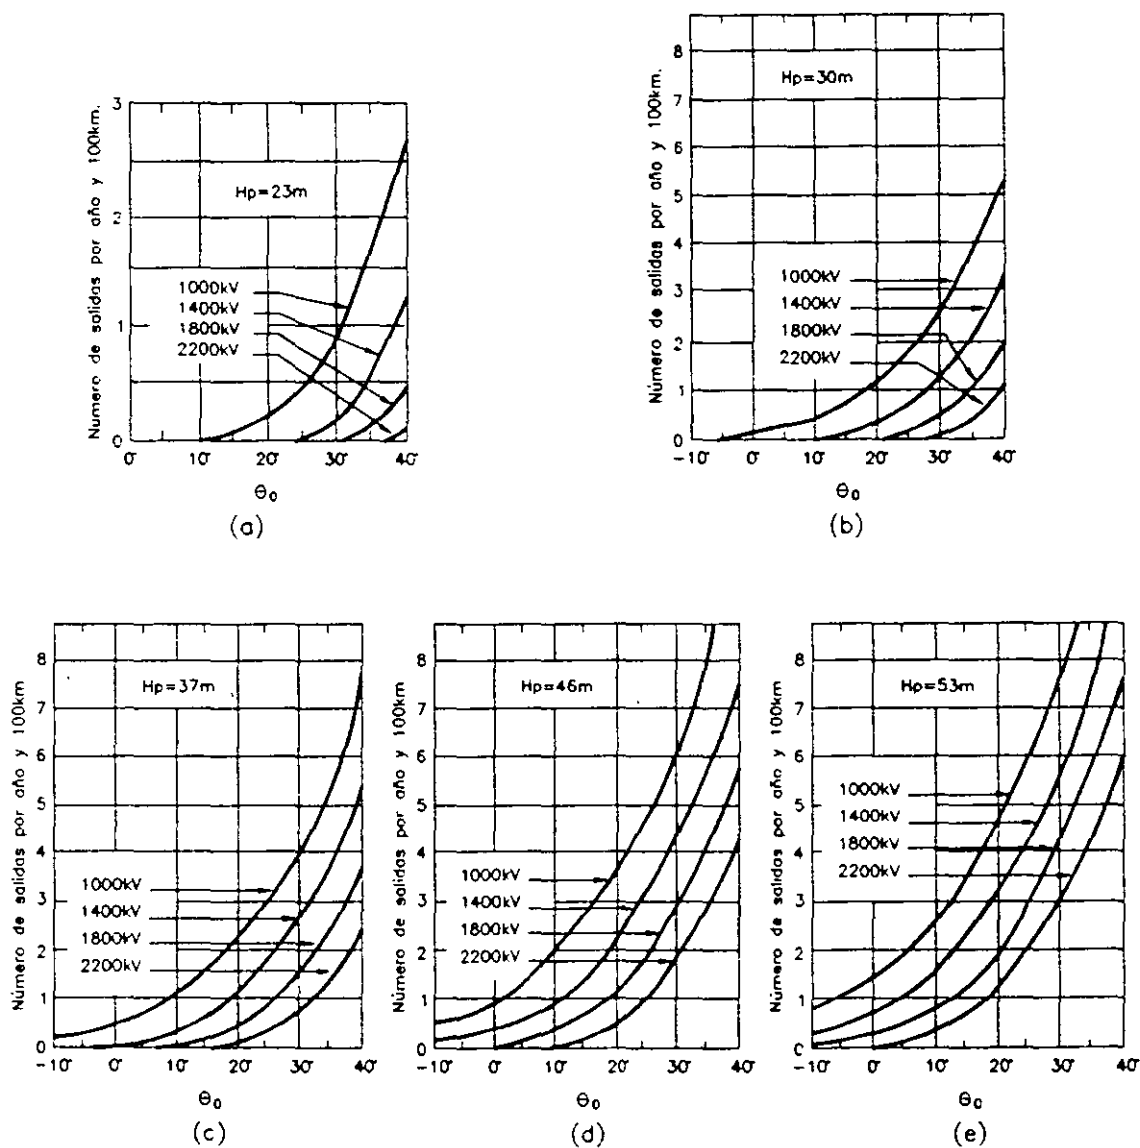 Número de salidas por año y 100km.
3
2
1
0
Hp=23m
1000kV
1400kV
1800kV
2200kV
0° 10° 20° 30° 40°
θ₀
(a)
Número de salidas por año y 100km.
8
7
6
5
4
3
2
1
0
Hp=30m
1000kV
1400kV
1800kV
2200kV
-10° 0° 10° 20° 30° 40°
θ₀
(b)
Número de salidas por año y 100km
8
7
6
5
4
3
2
1
0
Hp=37m
1000kV
1400kV
1800kV
2200kV
-10° 0° 10° 20° 30° 40°
θ₀
(c)
Número de salidas por año y 100km
8
7
6
5
4
3
2
1
0
Hp=46m
1000kV
1400kV
1800kV
2200kV
-10° 0° 10° 20° 30° 40°
θ₀
(d)
Número de salidas por año y 100km
8
7
6
5
4
3
2
1
0
Hp=53m
1000kV
1400kV
1800kV
2200kV
-10° 0° 10° 20° 30° 40°
θ₀
(e)